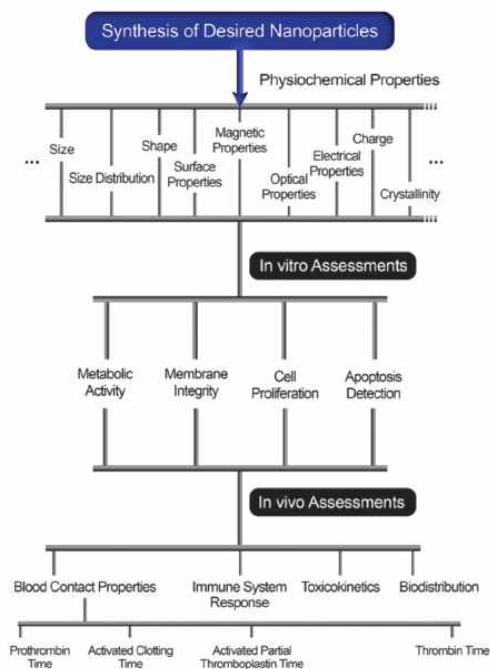 Synthesis of Desired Nanoparticles
Physiochemical Properties
...
...
Size
Size Distribution
Shape
Surface
Properties
Magnetic
Properties
Optical
Properties
Electrical
Properties
Charge
Crystallinity
In vitro Assessments
Metabolic
Activity
Membrane
Integrity
Cell
Proliferation
Apoptosis
Detection
In vivo Assessments
Blood Contact Properties
Immune System
Response
Toxicokinetics
Biodistribution
Prothrombin
Time
Activated Clotting
Time
Activated Partial
Thromboplastin Time
Thrombin Time